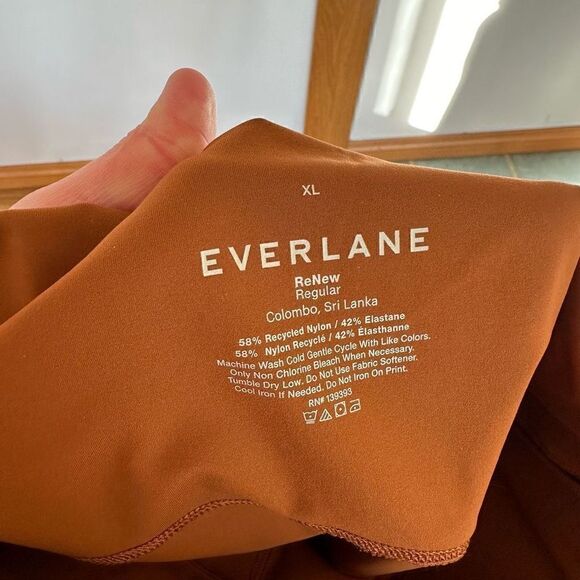 XL
EVERLANE
ReNew
Regular
Colombo, Sri Lanka
58% Recycled Nylon / 42% Elastane
58% Nylon Recyclé / 42% Élasthanne
Machine Wash Cold Gentle Cycle With Like Colors.
Only Non Chlorine Bleach When Necessary.
Tumble Dry Low. Do Not Use Fabric Softener.
Cool Iron If Needed. Do Not Iron On Print.
RN# 139393